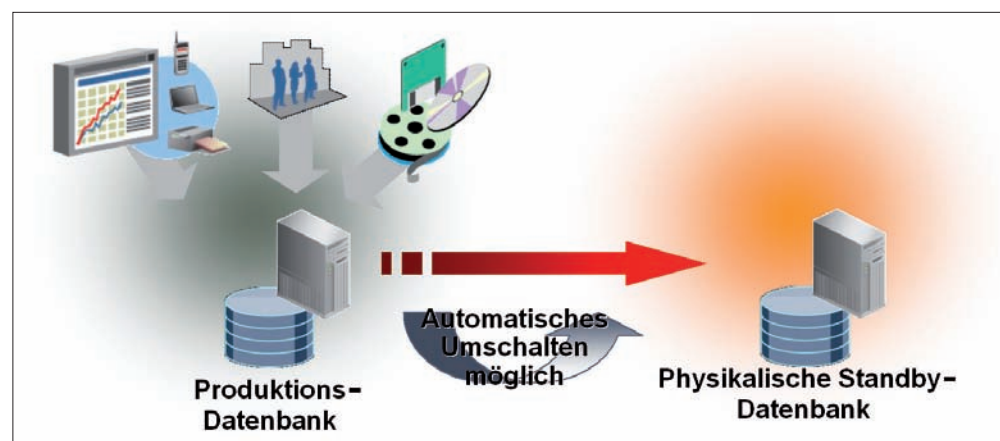 Automatisches
Umschalten
möglich
Produktions-
Datenbank
Physikalische Standby-
Datenbank